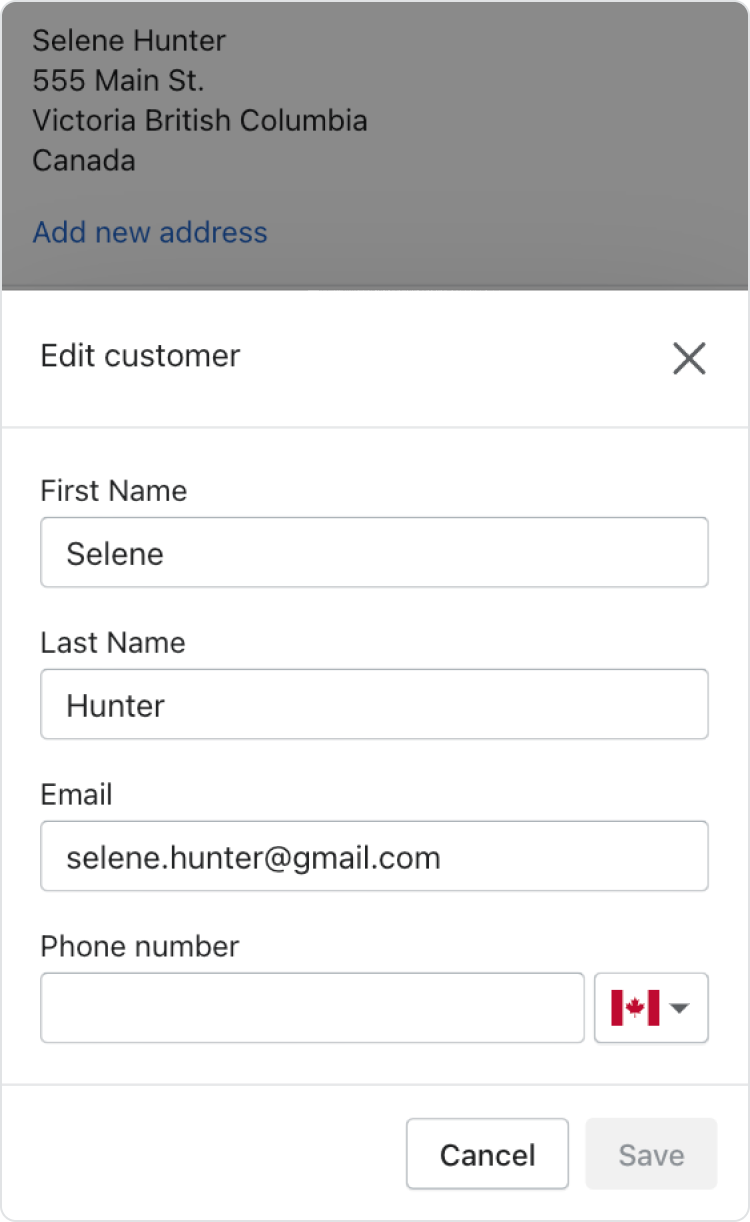 Selene Hunter
555 Main St.
Victoria British Columbia
Canada
Add new address
Edit customer
First Name
Selene
Last Name
Hunter
Email
selene.hunter@gmail.com
Phone number
Cancel
Save